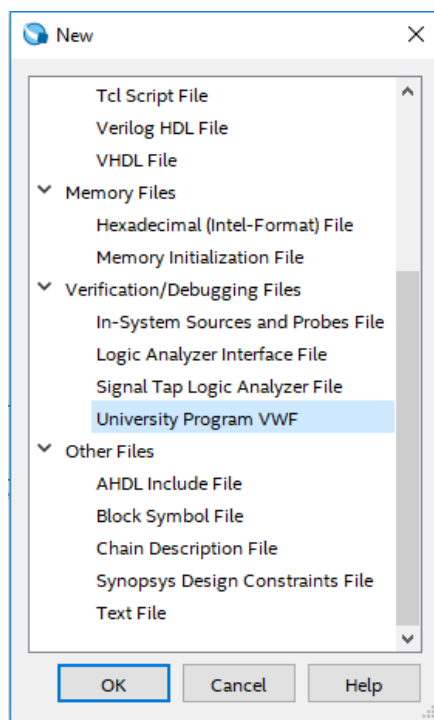 New
Tcl Script File
Verilog HDL File
VHDL File
Memory Files
Hexadecimal (Intel-Format) File
Memory Initialization File
Verification/Debugging Files
In-System Sources and Probes File
Logic Analyzer Interface File
Signal Tap Logic Analyzer File
University Program VWF
Other Files
AHDL Include File
Block Symbol File
Chain Description File
Synopsys Design Constraints File
Text File
OK Cancel Help